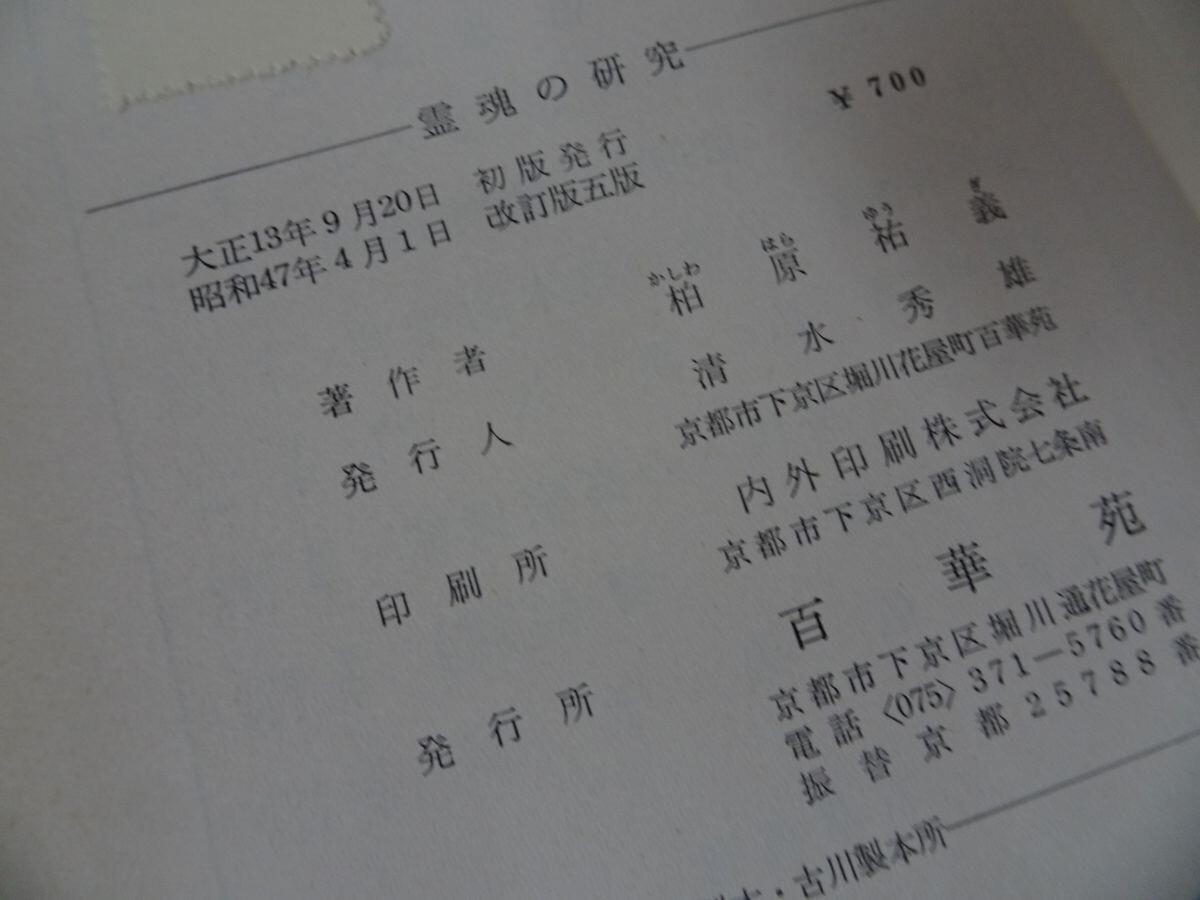 霊魂の研究
¥700
大正13年9月20日 初版発行
昭和47年4月1日 改訂版五版
著作者 柏原祐義
かしわ はら ゆう ぎ
発行人 清水秀雄
京都市下京区堀川花屋町百華苑
印刷所 内外印刷株式会社
京都市下京区西洞院七条南
発行所 百華苑
京都市下京区堀川通花屋町
電話〈075〉371—5760番
振替京都25788番
・古川製本所